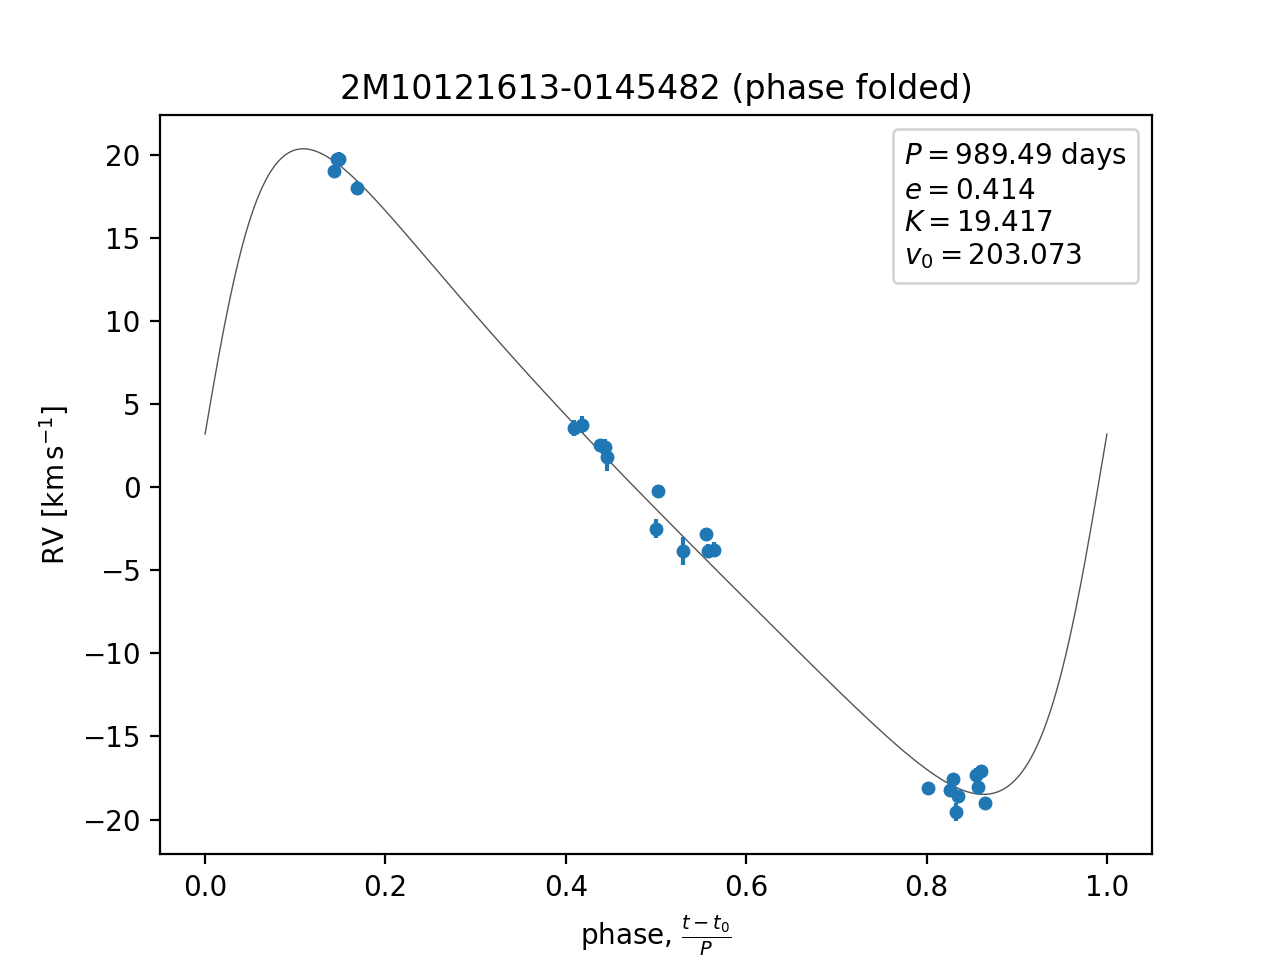 2M10121613-0145482 (phase folded)
P = 989.49 days
e = 0.414
K = 19.417
v₀ = 203.073
RV [km s⁻¹]
20
15
10
5
0
−5
−10
−15
−20
0.0 0.2 0.4 0.6 0.8 1.0
phase, (t − t₀)/P